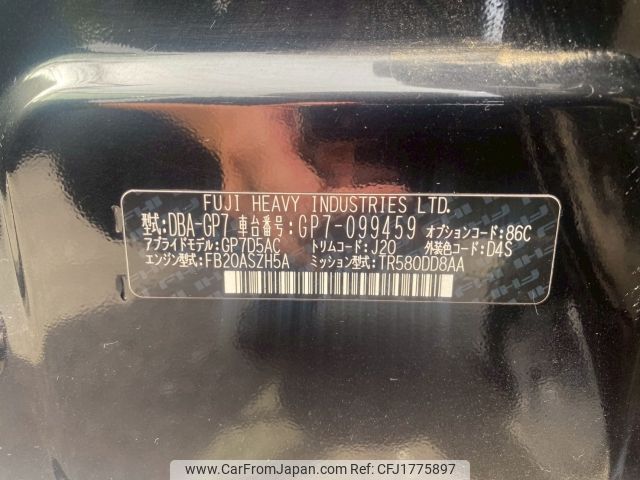 FUJI HEAVY INDUSTRIES LTD.
型式:DBA-GP7 車台番号:GP7-099459 オプションコード:86C
アプライドモデル:GP7D5AC トリムコード:J20 外装色コード:D4S
エンジン型式:FB20ASZH5A ミッション型式:TR580DD8AA
www.CarFromJapan.com - Car ID: CFJ1775897